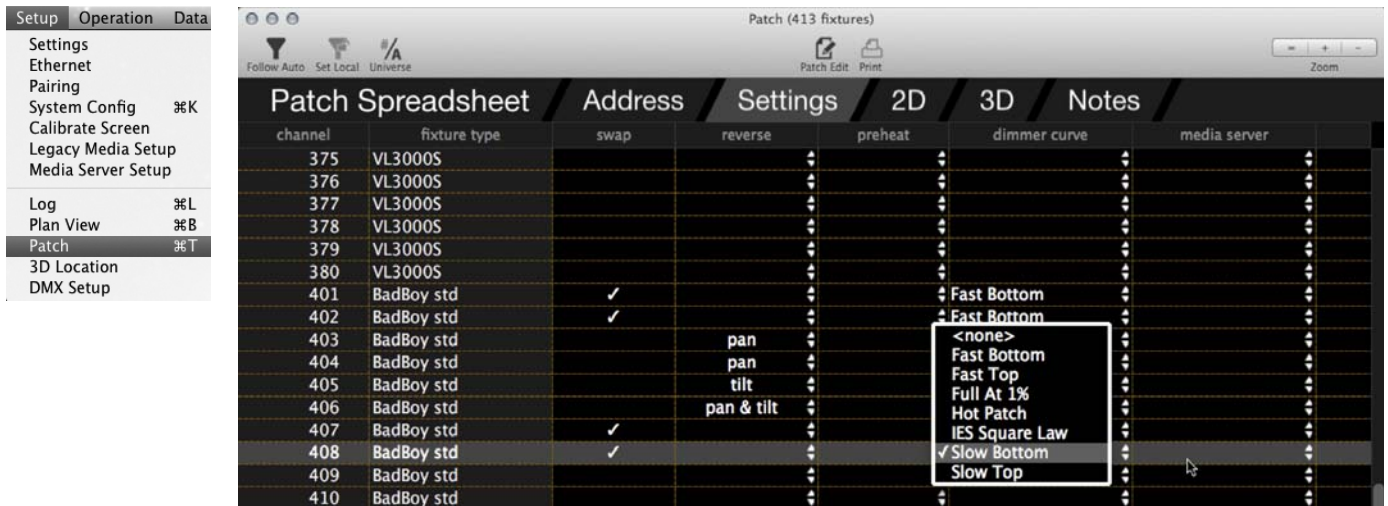 Setup Operation Data
Settings
Ethernet
Pairing
System Config ⌘K
Calibrate Screen
Legacy Media Setup
Media Server Setup
Log ⌘L
Plan View ⌘B
Patch ⌘T
3D Location
DMX Setup
Patch (413 fixtures)
Follow Auto Set Local Universe Patch Edit Print Zoom
Patch Spreadsheet Address Settings 2D 3D Notes
channel fixture type swap reverse preheat dimmer curve media server
375 VL3000S
376 VL3000S
377 VL3000S
378 VL3000S
379 VL3000S
380 VL3000S
401 BadBoy std ✓ Fast Bottom
402 BadBoy std ✓ Fast Bottom
403 BadBoy std pan
404 BadBoy std pan
405 BadBoy std tilt
406 BadBoy std pan & tilt
407 BadBoy std ✓
408 BadBoy std ✓
409 BadBoy std
410 BadBoy std
<none>
Fast Bottom
Fast Top
Full At 1%
Hot Patch
IES Square Law
✓ Slow Bottom
Slow Top